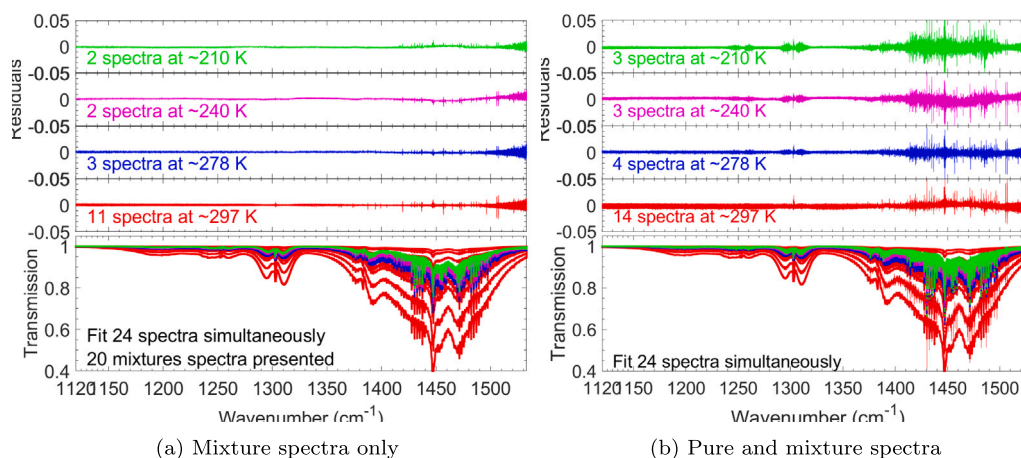 0.05
0
-0.05
0
-0.05
0
-0.05
0
-0.05
1
0.8
0.6
0.4
Residuals
Transmission
2 spectra at ~210 K
2 spectra at ~240 K
3 spectra at ~278 K
11 spectra at ~297 K
Fit 24 spectra simultaneously
20 mixtures spectra presented
1150 1200 1250 1300 1350 1400 1450 1500
Wavenumber (cm-1)
(a) Mixture spectra only
0.05
0
-0.05
0
-0.05
0
-0.05
0
-0.05
1
0.8
0.6
0.4
Residuals
Transmission
3 spectra at ~210 K
3 spectra at ~240 K
4 spectra at ~278 K
14 spectra at ~297 K
Fit 24 spectra simultaneously
1150 1200 1250 1300 1350 1400 1450 1500
Wavenumber (cm-1)
(b) Pure and mixture spectra